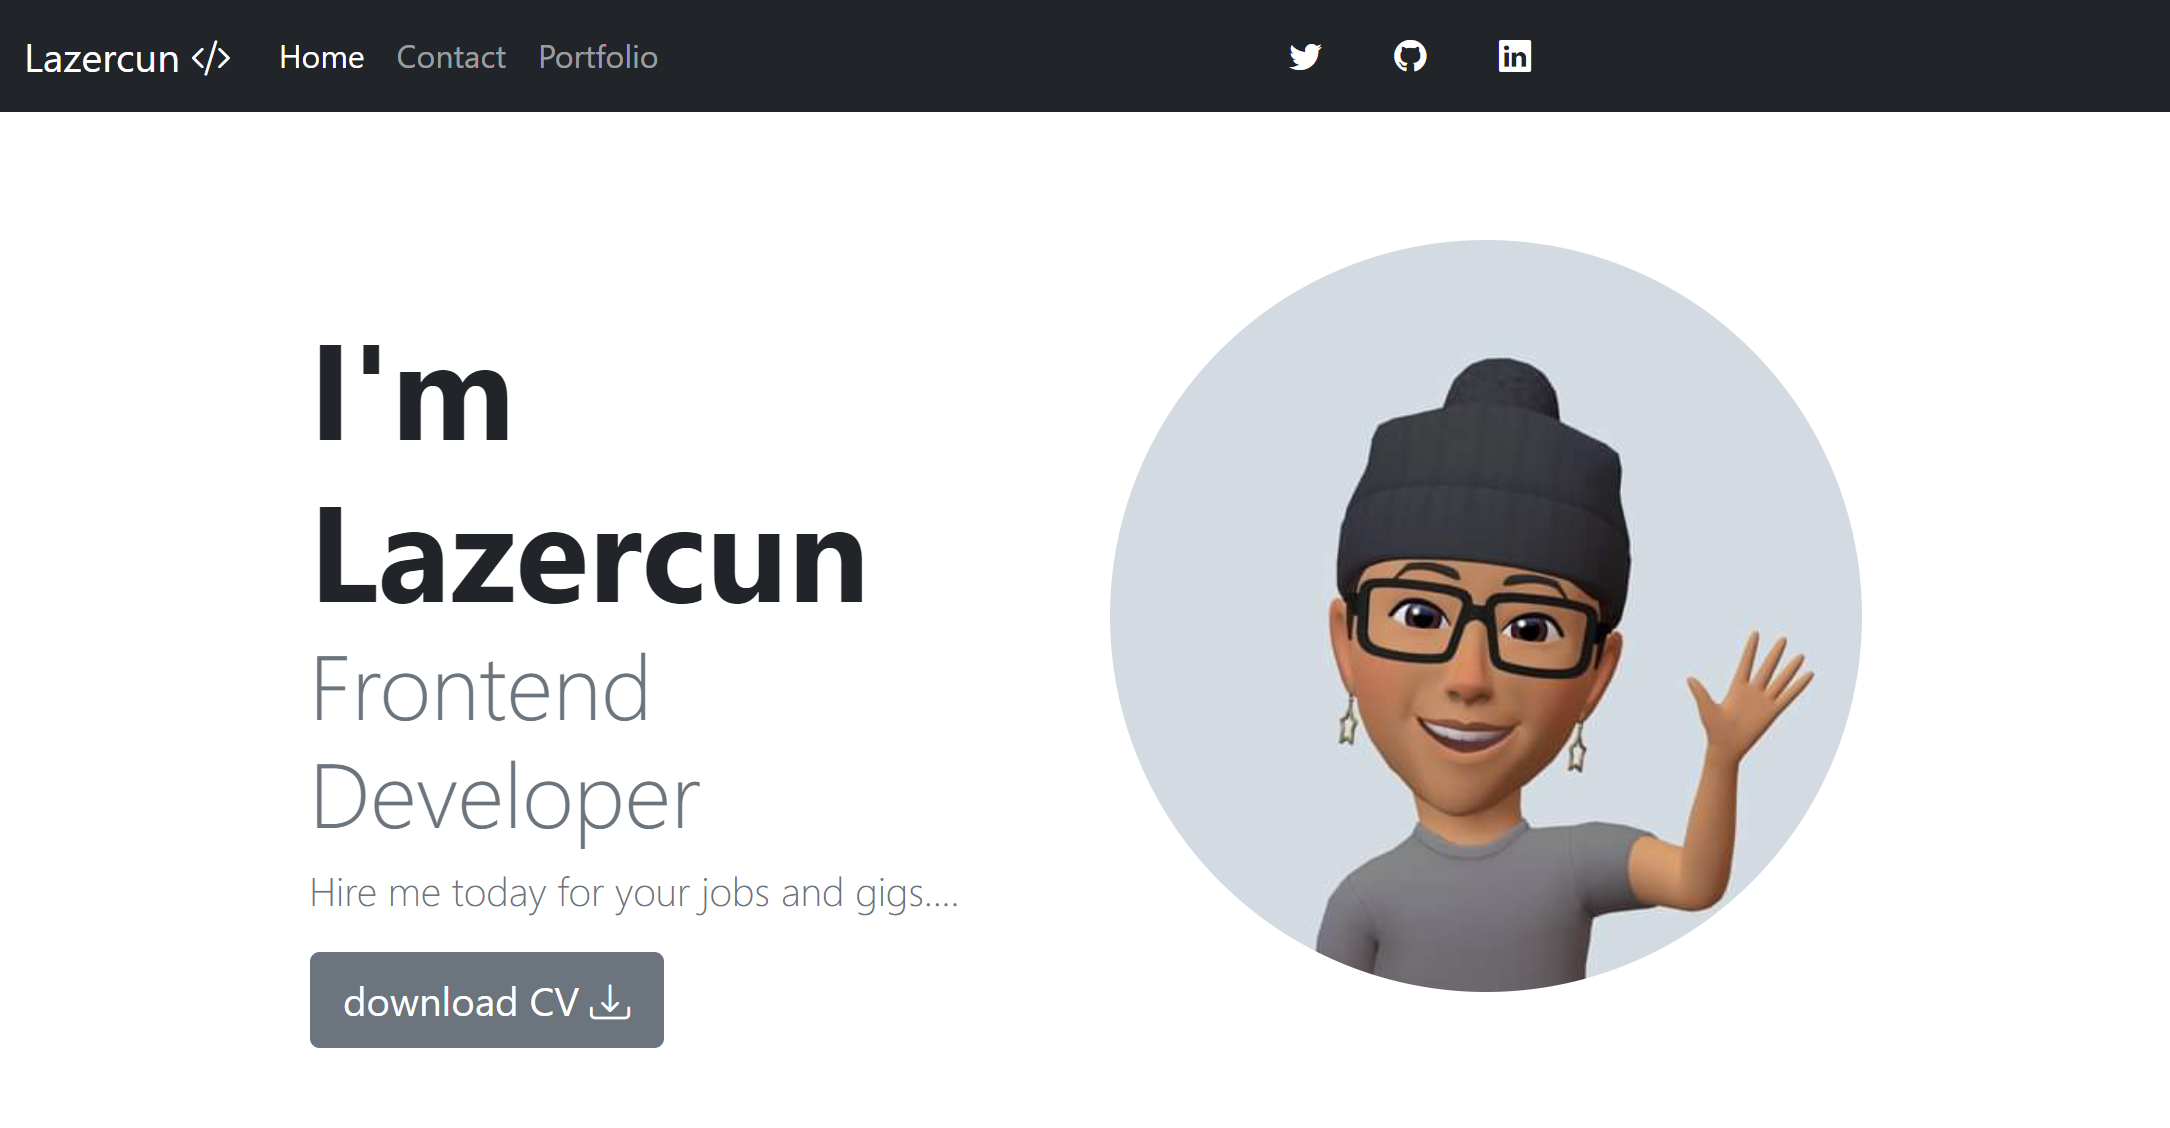 Lazercun </> Home Contact Portfolio
I'm
Lazercun
Frontend
Developer
Hire me today for your jobs and gigs....
download CV